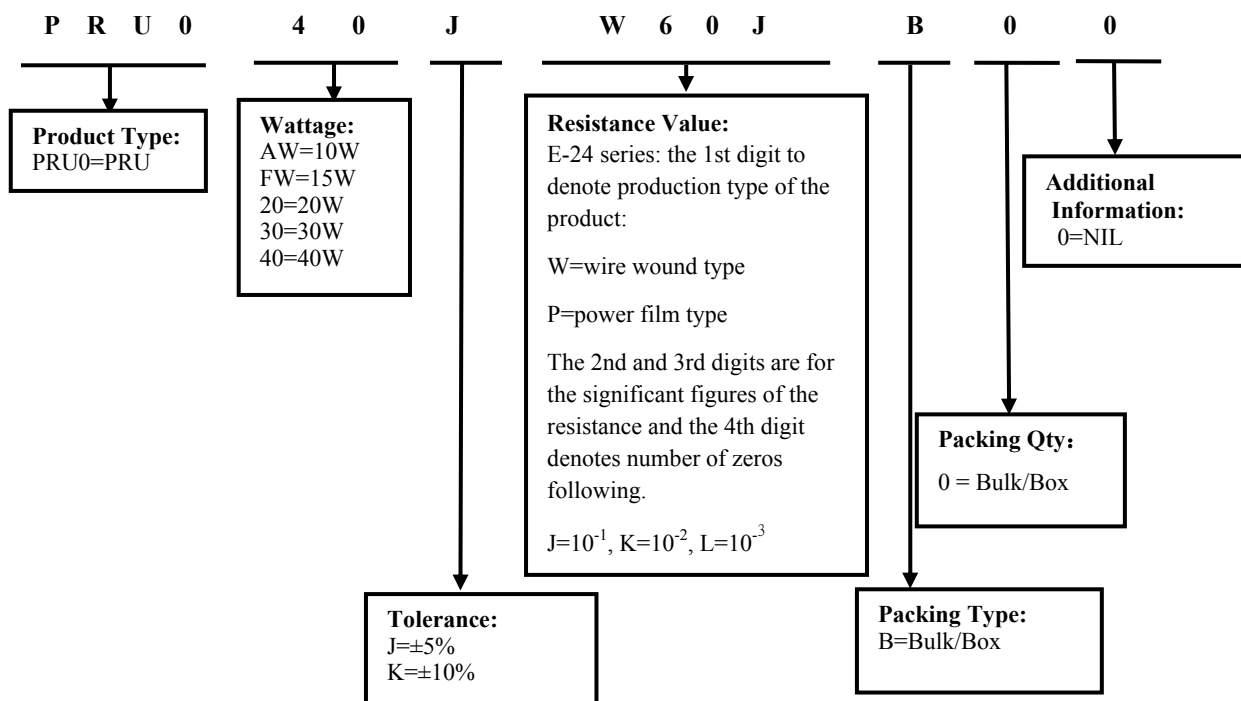 P R U 0 4 0 J W 6 0 J B 0 0
Product Type:
PRU0=PRU
Wattage:
AW=10W
FW=15W
20=20W
30=30W
40=40W
Resistance Value:
E-24 series: the 1st digit to
denote production type of the
product:
W=wire wound type
P=power film type
The 2nd and 3rd digits are for
the significant figures of the
resistance and the 4th digit
denotes number of zeros
following.
J=10⁻¹, K=10⁻², L=10⁻³
Additional
Information:
0=NIL
Packing Qty：
0 = Bulk/Box
Tolerance:
J=±5%
K=±10%
Packing Type:
B=Bulk/Box